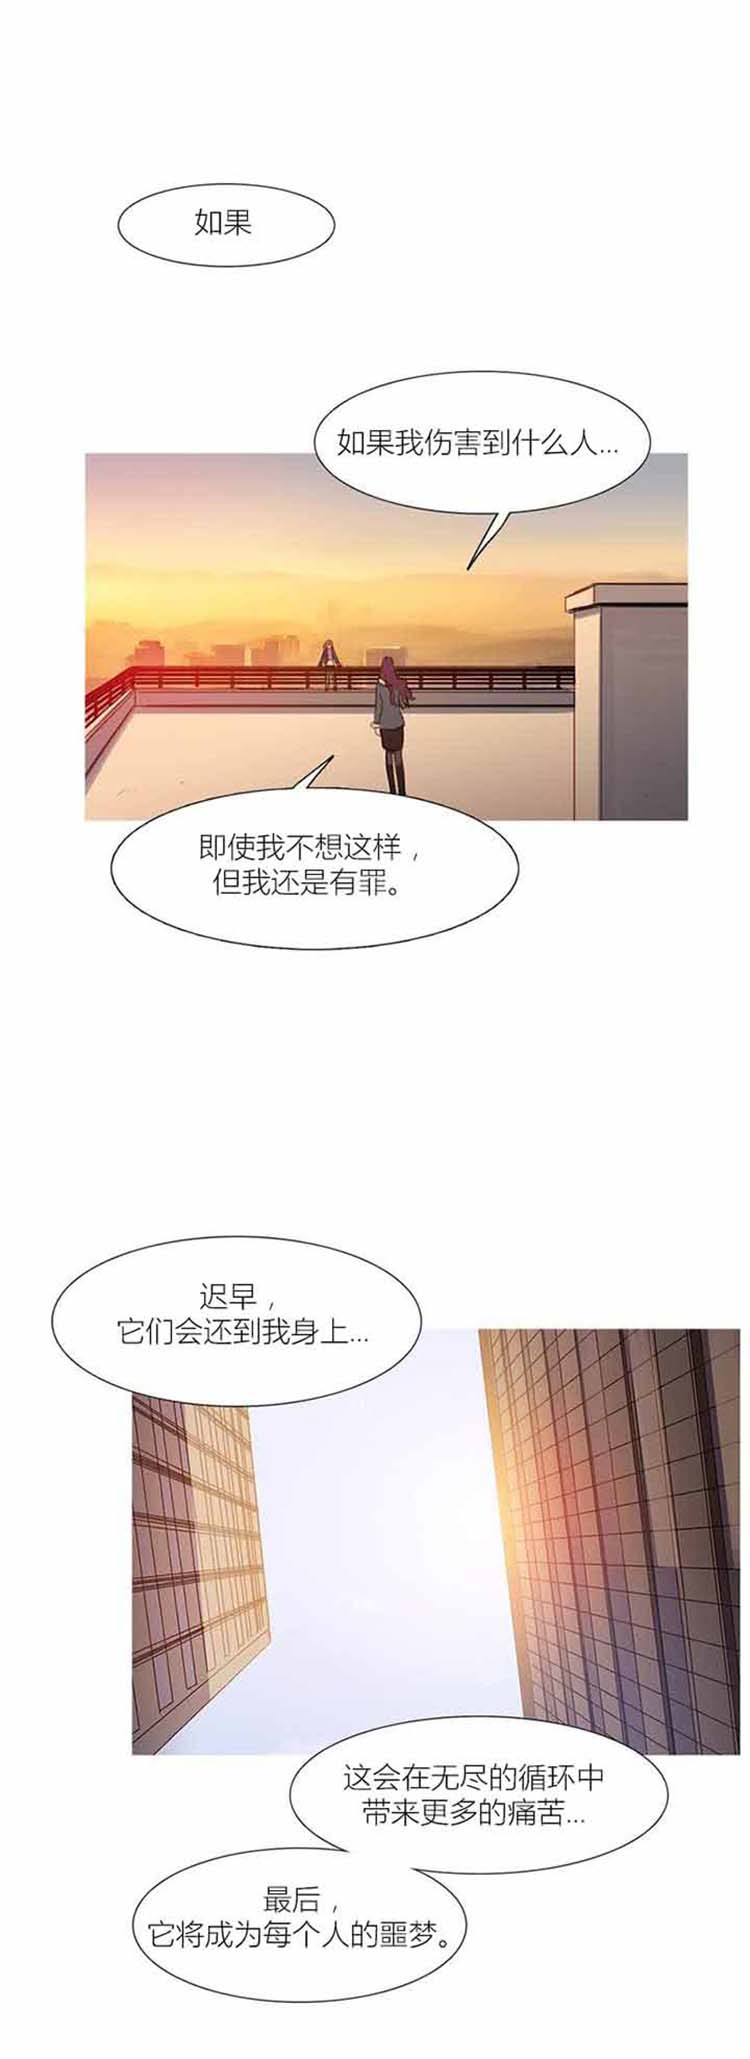 如果
如果我伤害到什么人...
即使我不想这样，
但我还是有罪。
迟早，
它们会还到我身上...
这会在无尽的循环中
带来更多的痛苦...
最后，
它将成为每个人的噩梦。